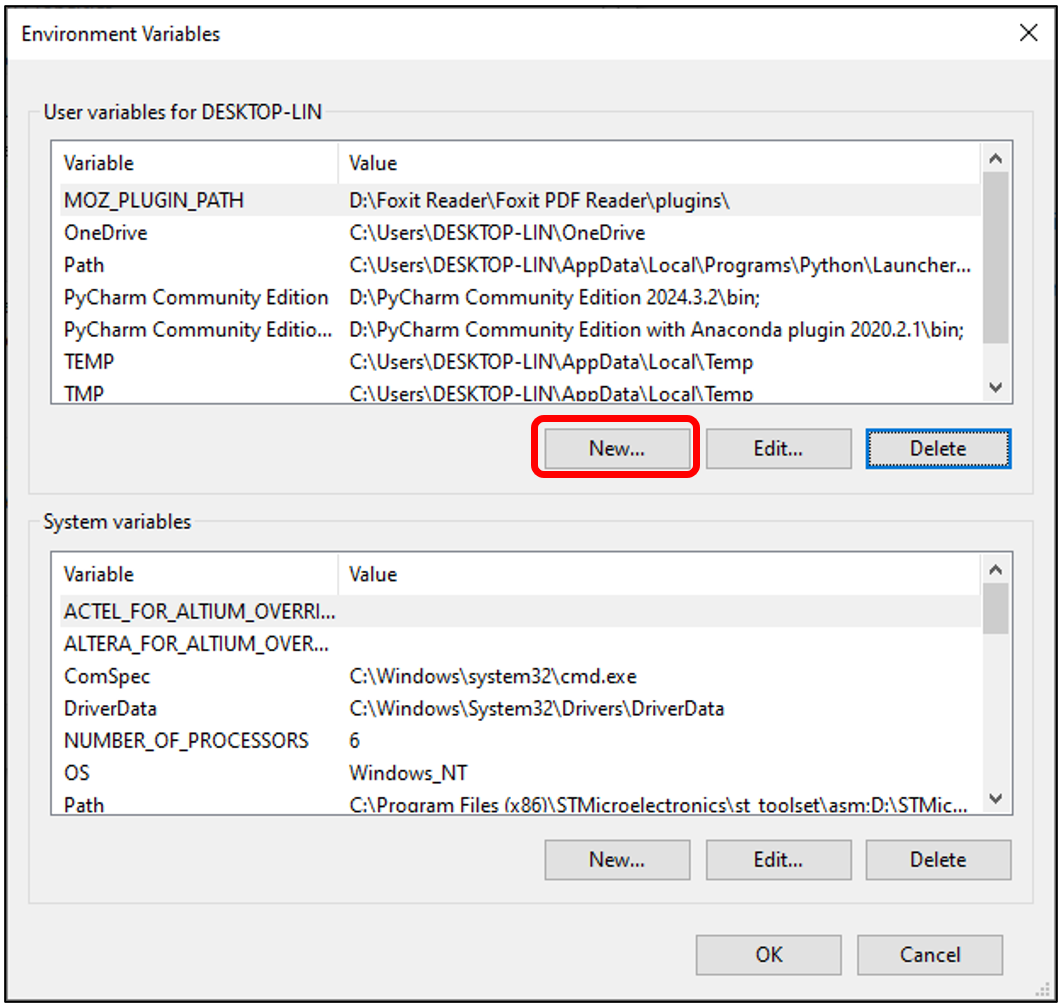 Environment Variables
User variables for DESKTOP-LIN
Variable Value
MOZ_PLUGIN_PATH D:\Foxit Reader\Foxit PDF Reader\plugins\
OneDrive C:\Users\DESKTOP-LIN\OneDrive
Path C:\Users\DESKTOP-LIN\AppData\Local\Programs\Python\Launcher...
PyCharm Community Edition D:\PyCharm Community Edition 2024.3.2\bin;
PyCharm Community Editio... D:\PyCharm Community Edition with Anaconda plugin 2020.2.1\bin;
TEMP C:\Users\DESKTOP-LIN\AppData\Local\Temp
TMP C:\Users\DESKTOP-LIN\AppData\Local\Temp
New... Edit... Delete
System variables
Variable Value
ACTEL_FOR_ALTIUM_OVERRI...
ALTERA_FOR_ALTIUM_OVER...
ComSpec C:\Windows\system32\cmd.exe
DriverData C:\Windows\System32\Drivers\DriverData
NUMBER_OF_PROCESSORS 6
OS Windows_NT
Path C:\Program Files (x86)\STMicroelectronics\st_toolset\asm;D:\STMic...
New... Edit... Delete
OK Cancel